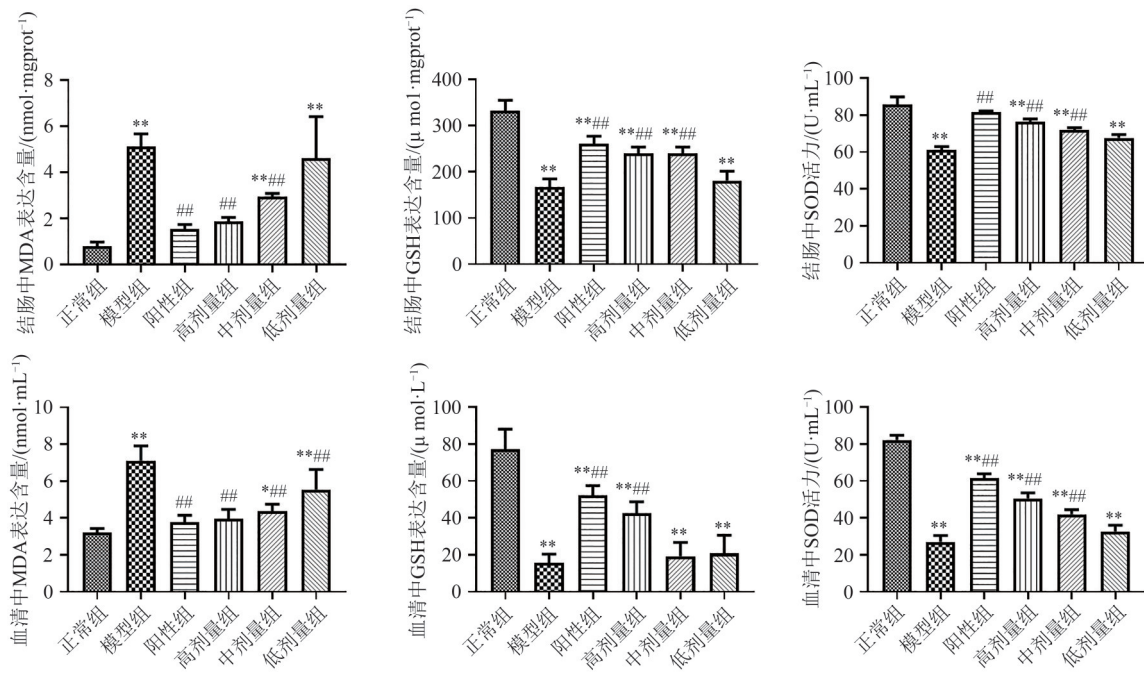 结肠中MDA表达含量/(nmol·mgprot⁻¹)
8
6
4
2
0
**
##
##
**##
**
正常组
模型组
阳性组
高剂量组
中剂量组
低剂量组
结肠中GSH表达含量/(μ mo1·mgprot⁻¹)
400
300
200
100
0
**
**##
**##
**##
**
正常组
模型组
阳性组
高剂量组
中剂量组
低剂量组
结肠中SOD活力/(U·mL⁻¹)
100
80
60
40
20
0
**
##
**##
**##
**
正常组
模型组
阳性组
高剂量组
中剂量组
低剂量组
血清中MDA表达含量/(nmol·mL⁻¹)
10
8
6
4
2
0
**
##
##
*##
**##
正常组
模型组
阳性组
高剂量组
中剂量组
低剂量组
血清中GSH表达含量/(μ mol·L⁻¹)
100
80
60
40
20
0
**
**##
**##
**
**
正常组
模型组
阳性组
高剂量组
中剂量组
低剂量组
血清中SOD活力/(U·mL⁻¹)
100
80
60
40
20
0
**
**##
**##
**##
**
正常组
模型组
阳性组
高剂量组
中剂量组
低剂量组